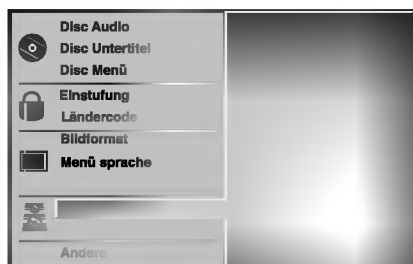 Disc Audio
Disc Untertitel
Disc Menü
Einstufung
Ländercode
Bildformat
Menü sprache
Andere